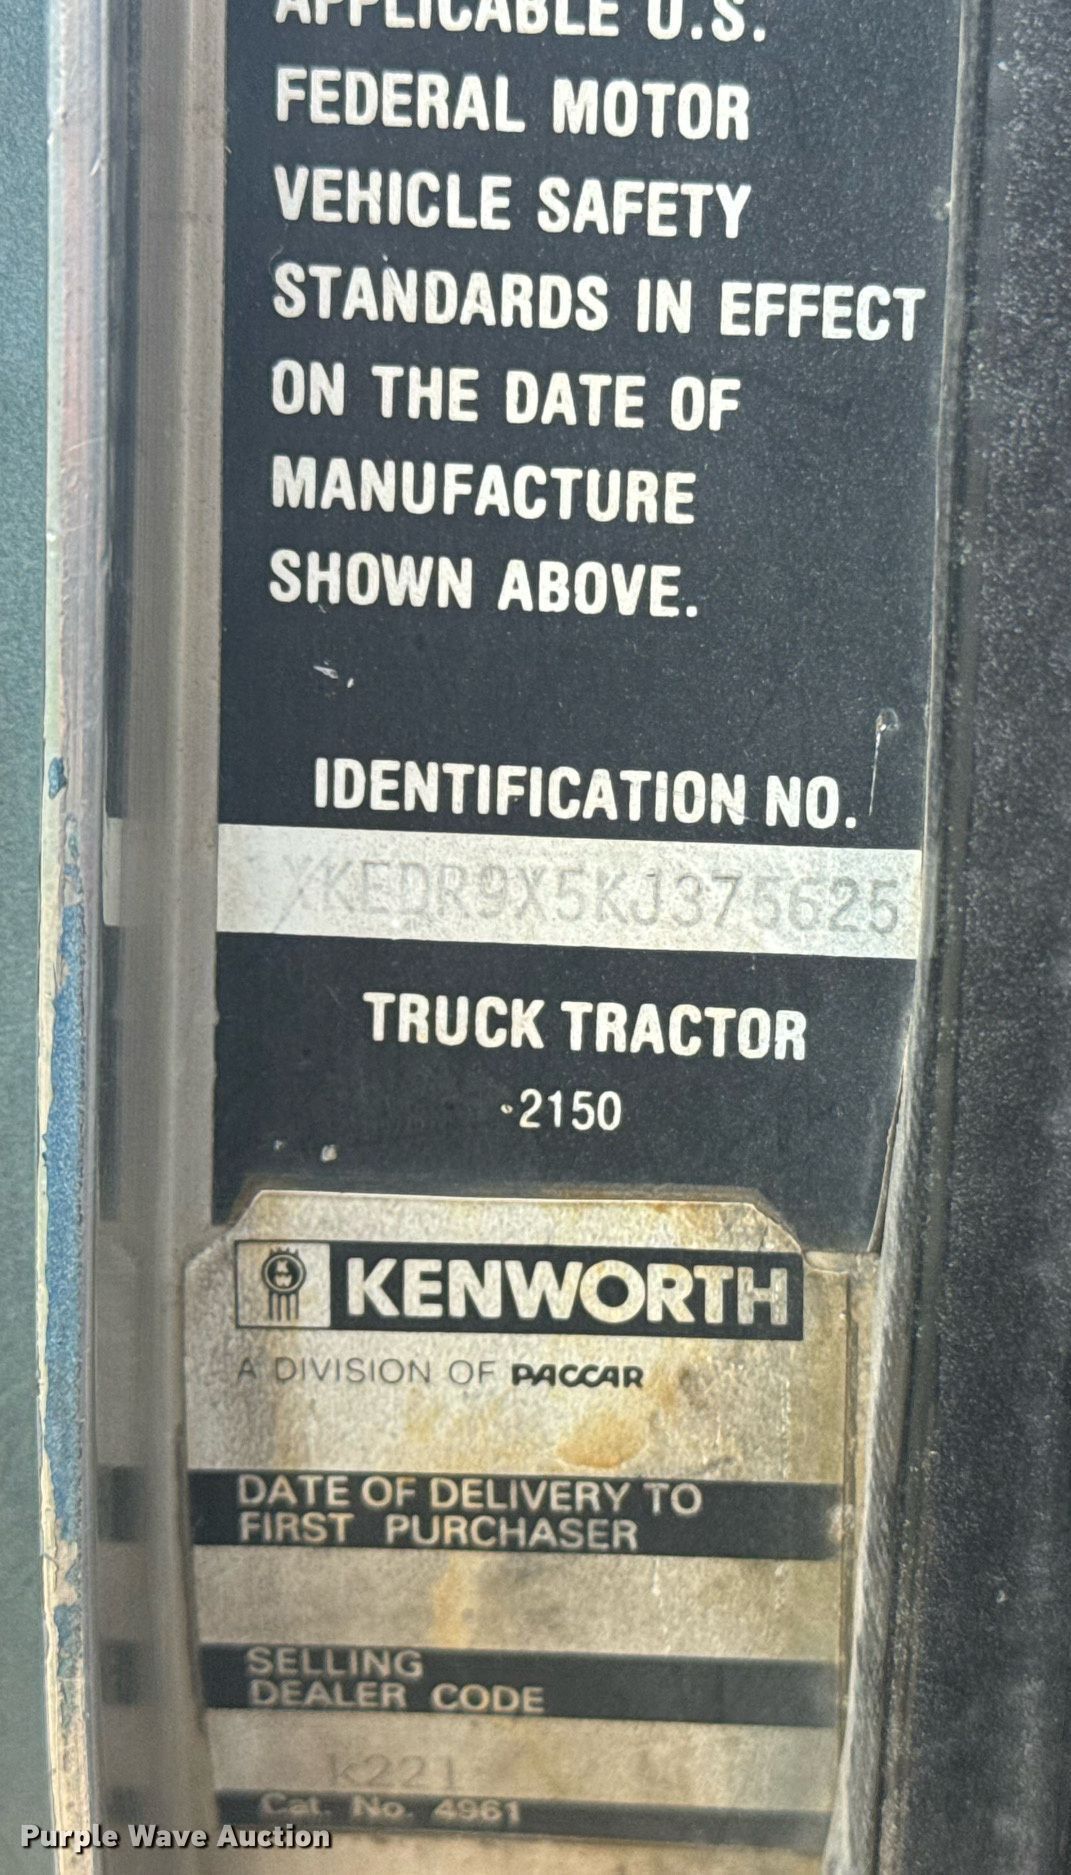 APPLICABLE U.S.
FEDERAL MOTOR
VEHICLE SAFETY
STANDARDS IN EFFECT
ON THE DATE OF
MANUFACTURE
SHOWN ABOVE.
IDENTIFICATION NO.
XKEDR9X5KJ375625
TRUCK TRACTOR
2150
KENWORTH
A DIVISION OF PACCAR
DATE OF DELIVERY TO
FIRST PURCHASER
SELLING
DEALER CODE
k221
Cat. No. 4961
Purple Wave Auction